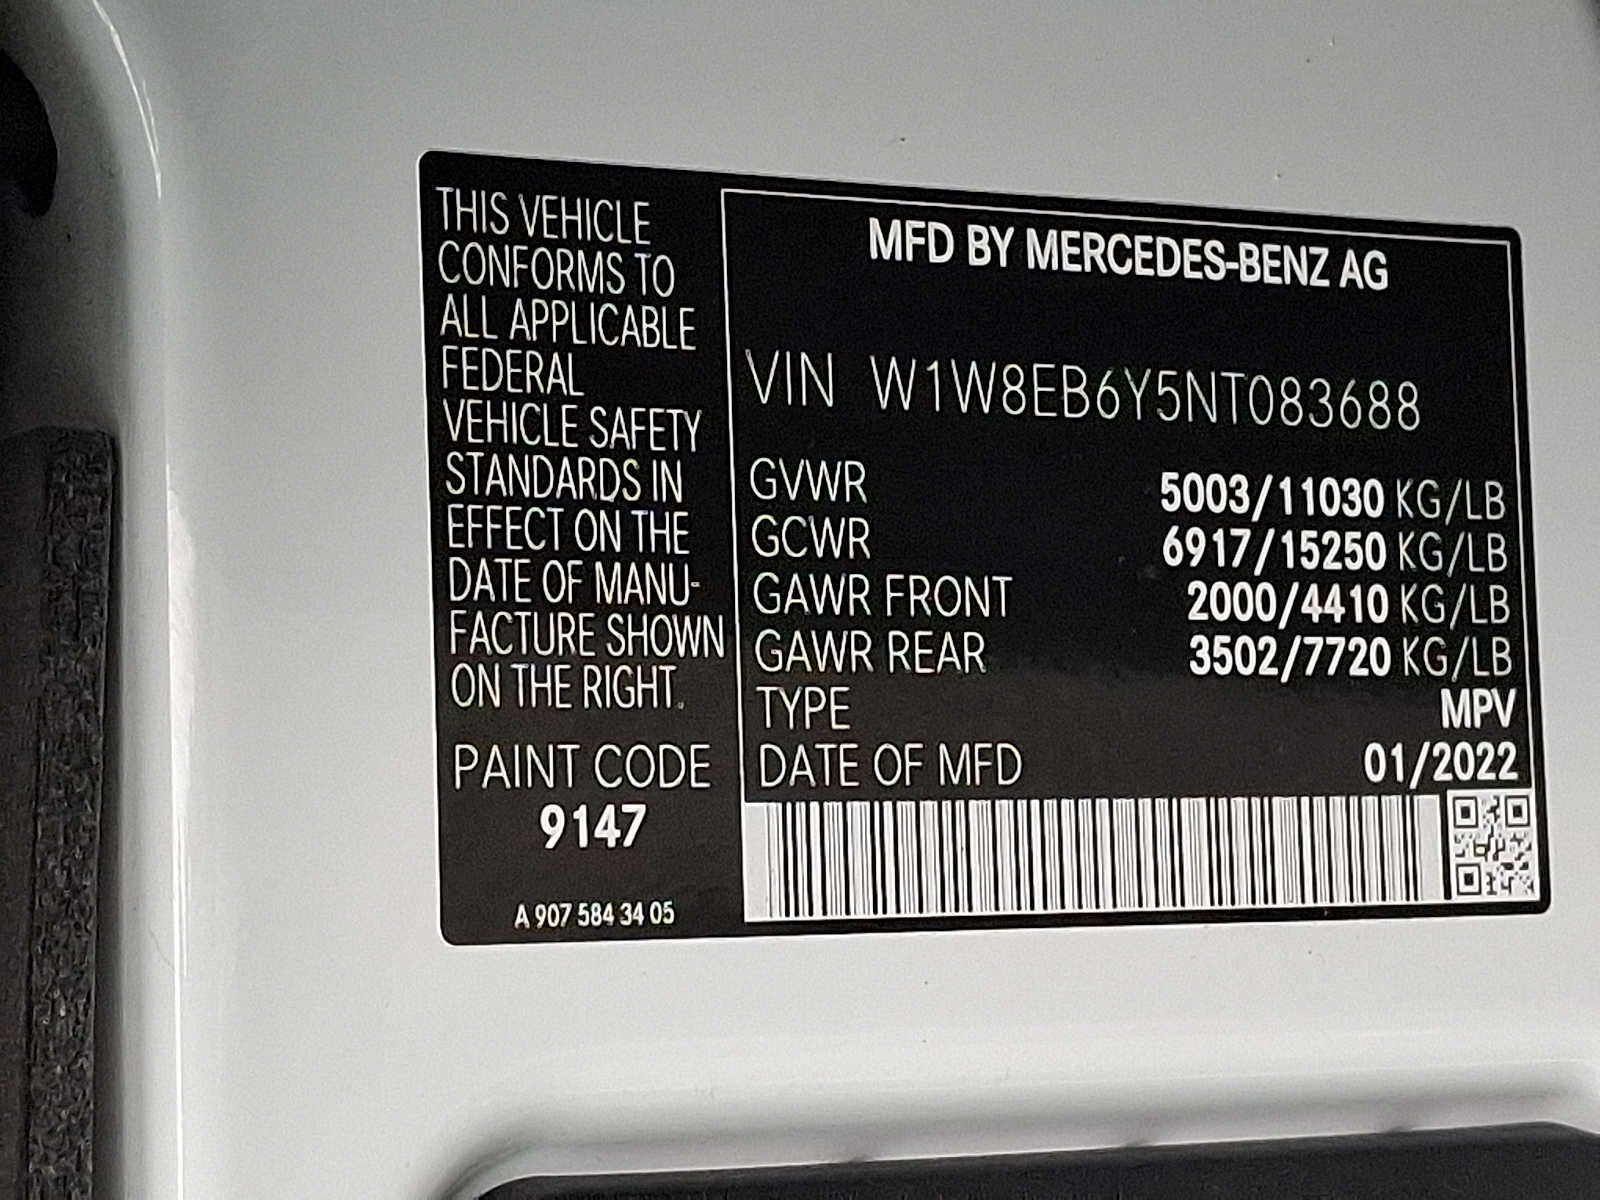 THIS VEHICLE
CONFORMS TO
ALL APPLICABLE
FEDERAL
VEHICLE SAFETY
STANDARDS IN
EFFECT ON THE
DATE OF MANU-
FACTURE SHOWN
ON THE RIGHT.
PAINT CODE
9147
A 907 584 34 05
MFD BY MERCEDES-BENZ AG
VIN W1W8EB6Y5NT083688
GVWR 5003/11030 KG/LB
GCWR 6917/15250 KG/LB
GAWR FRONT 2000/4410 KG/LB
GAWR REAR 3502/7720 KG/LB
TYPE MPV
DATE OF MFD 01/2022